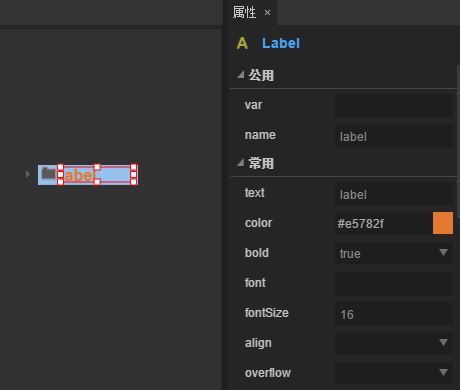 属性 ×
A Label
公用
var
name label
常用
text label
color #e5782f
bold true
font
fontSize 16
align
overflow
label